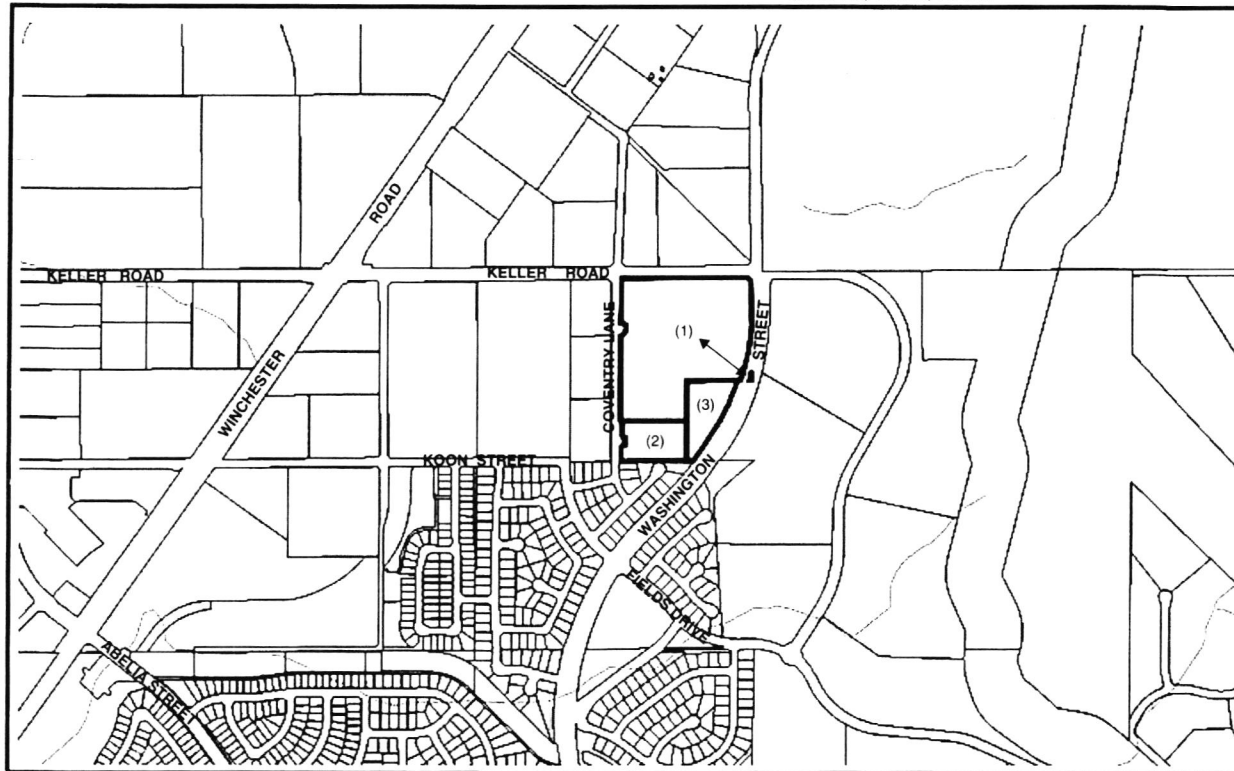 ROAD
KELLER ROAD
KELLER ROAD
COVENTRY LANE
STREET
(1)
WINCHESTER
(3)
(2)
KOON STREET
WASHINGTON
FIELDS DRIVE
ABELIA STREET